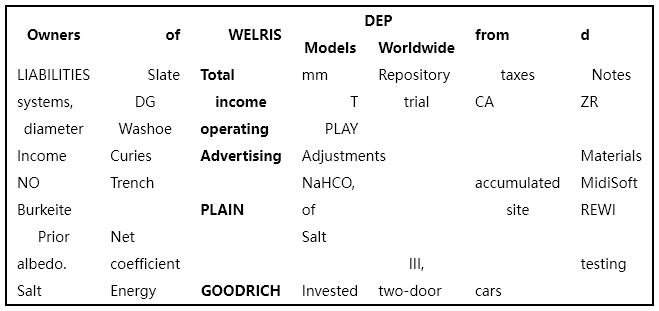 DEP
Owners of WELRIS from d
Models Worldwide
LIABILITIES Slate Total mm Repository taxes Notes
systems, DG income T trial CA ZR
diameter Washoe operating PLAY
Income Curies Advertising Adjustments Materials
NO Trench NaHCO, accumulated MidiSoft
Burkeite PLAIN of site REWI
Prior Net Salt
albedo. coefficient III, testing
Salt Energy GOODRICH Invested two-door cars